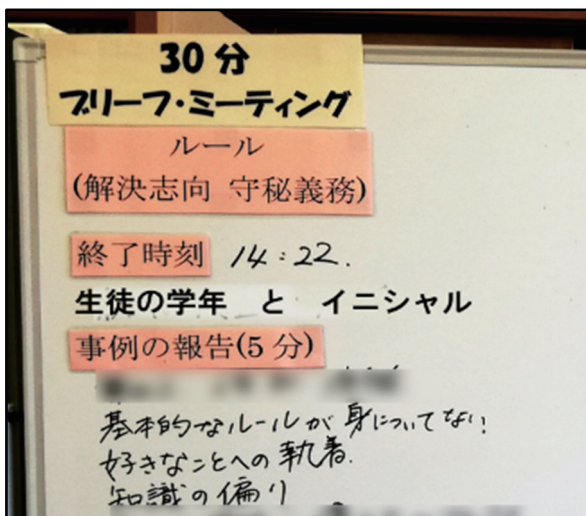 30分
ブリーフ・ミーティング
ルール
(解決志向 守秘義務)
終了時刻 14:22.
生徒の学年 と イニシャル
事例の報告(5分)
基本的なルールが身についてない
好きなことへの執着.
知識の偏り